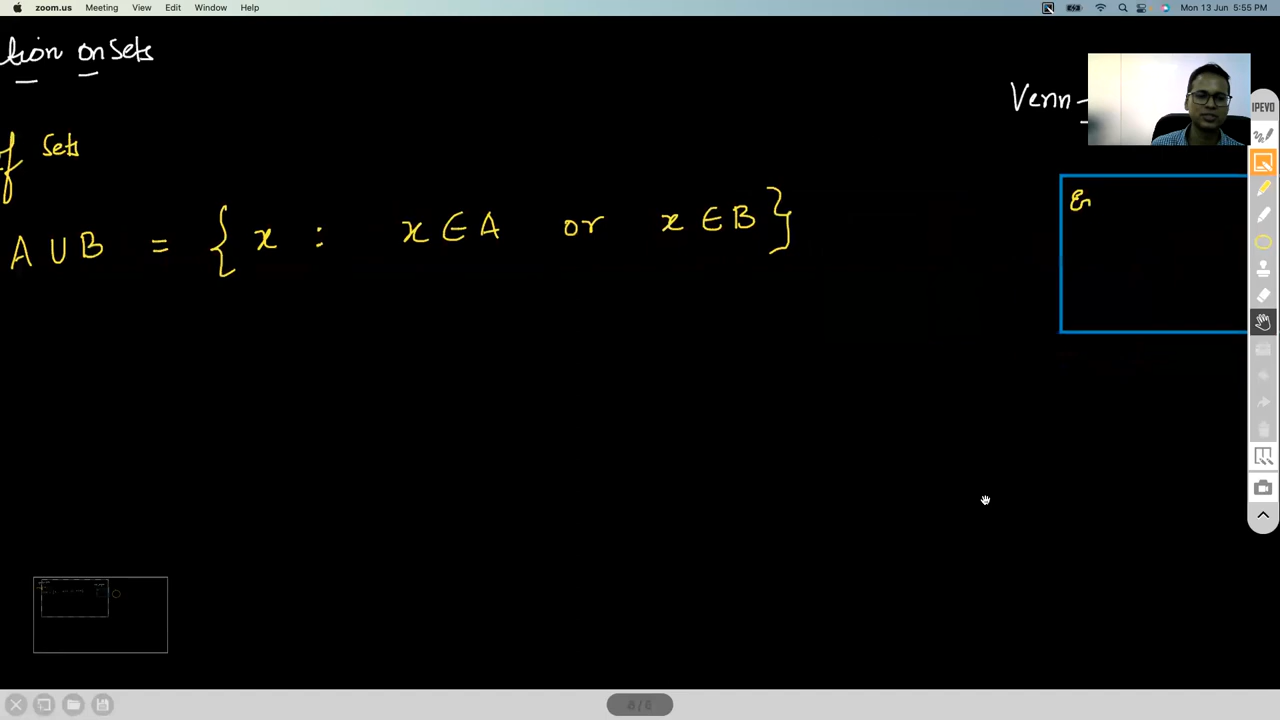 zoom.us Meeting View Edit Window Help Mon 13 Jun 5:55 PM
tion on Sets
Venn
IPEVO
f Sets
A ∪ B = { x : x ∈ A or x ∈ B }